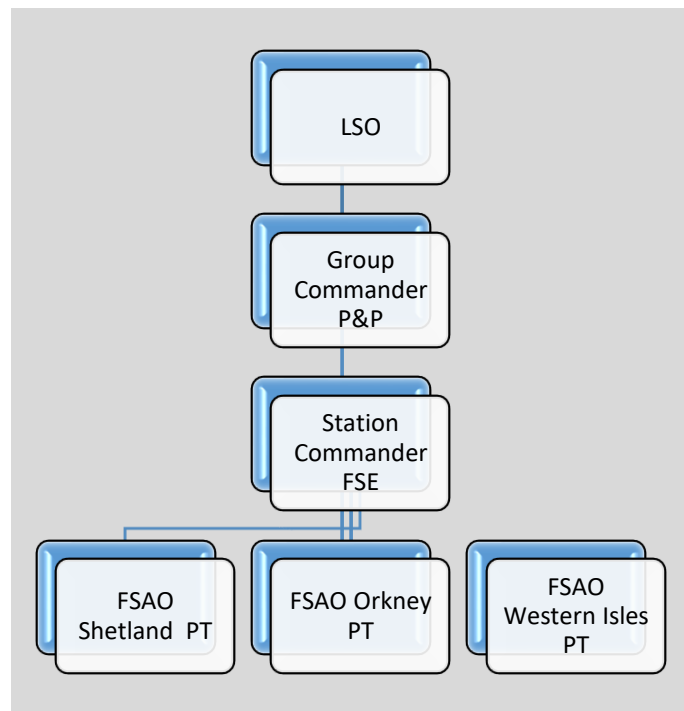 LSO
Group
Commander
P&P
Station
Commander
FSE
FSAO
Shetland  PT
FSAO Orkney
PT
FSAO
Western Isles
PT